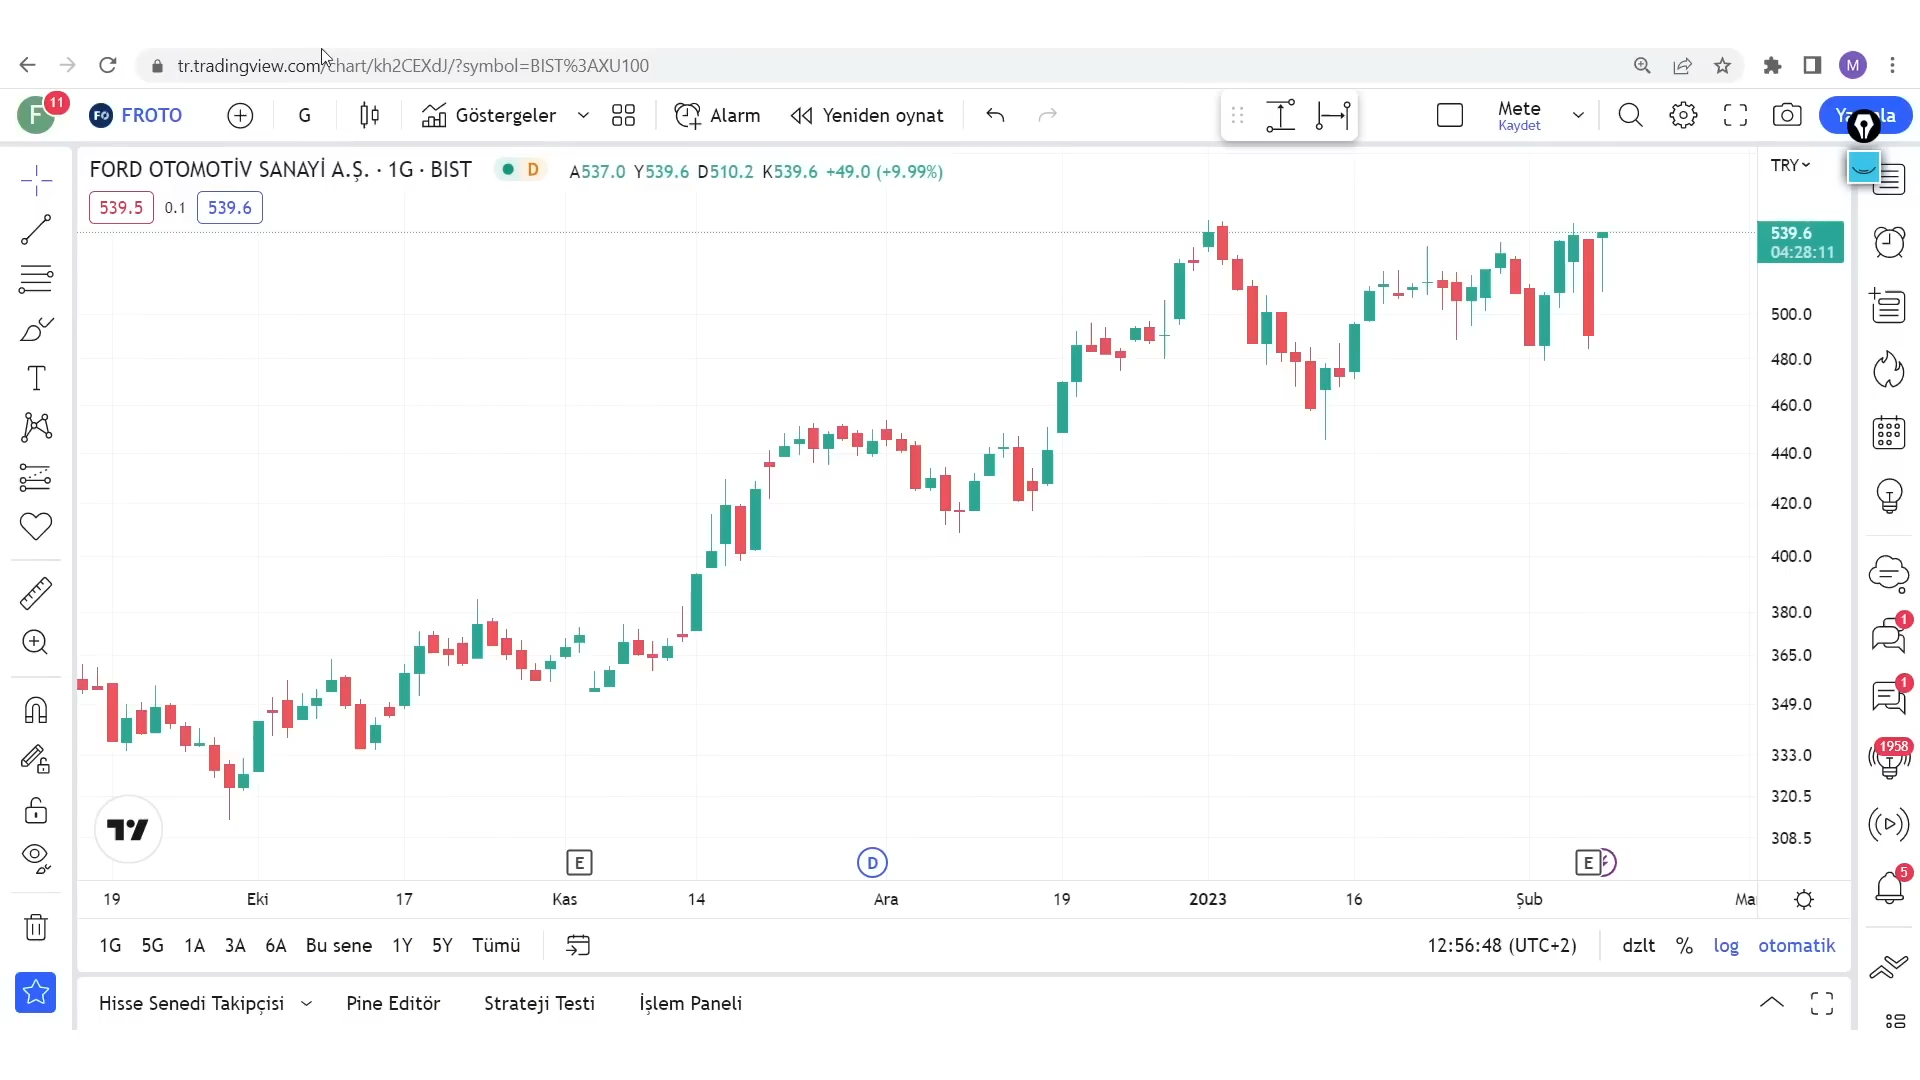 tr.tradingview.com/chart/kh2CEXdJ/?symbol=BIST%3AXU100
M
F 11 FO FROTO G Göstergeler Alarm Yeniden oynat Mete Kaydet
FORD OTOMOTİV SANAYİ A.Ş. · 1G · BIST D A537.0 Y539.6 D510.2 K539.6 +49.0 (+9.99%) TRY
539.5 0.1 539.6
539.6
04:28:11
500.0
480.0
460.0
440.0
420.0
400.0
380.0
365.0
349.0
333.0
320.5
308.5
1
1
1958
5
E D E
19 Eki 17 Kas 14 Ara 19 2023 16 Şub Ma
1G 5G 1A 3A 6A Bu sene 1Y 5Y Tümü 12:56:48 (UTC+2) dzlt % log otomatik
Hisse Senedi Takipçisi Pine Editör Strateji Testi İşlem Paneli